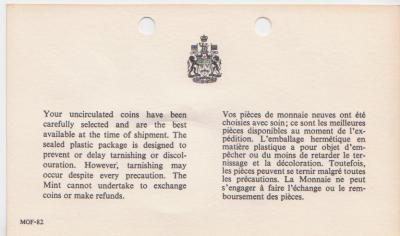 Your uncirculated coins have been
carefully selected and are the best
available at the time of shipment. The
sealed plastic package is designed to
prevent or delay tarnishing or discol-
ouration. However, tarnishing may
occur despite every precaution. The
Mint cannot undertake to exchange
coins or make refunds.
Vos pièces de monnaie neuves ont été
choisies avec soin; ce sont les meilleures
pièces disponibles au moment de l'ex-
pédition. L'emballage hermétique en
matière plastique a pour objet d'em-
pêcher ou du moins de retarder le ter-
nissage et la décoloration. Toutefois,
les pièces peuvent se ternir malgré toutes
les précautions. La Monnaie ne peut
s'engager à faire l'échange ou le rem-
boursement des pièces.
MOF-82